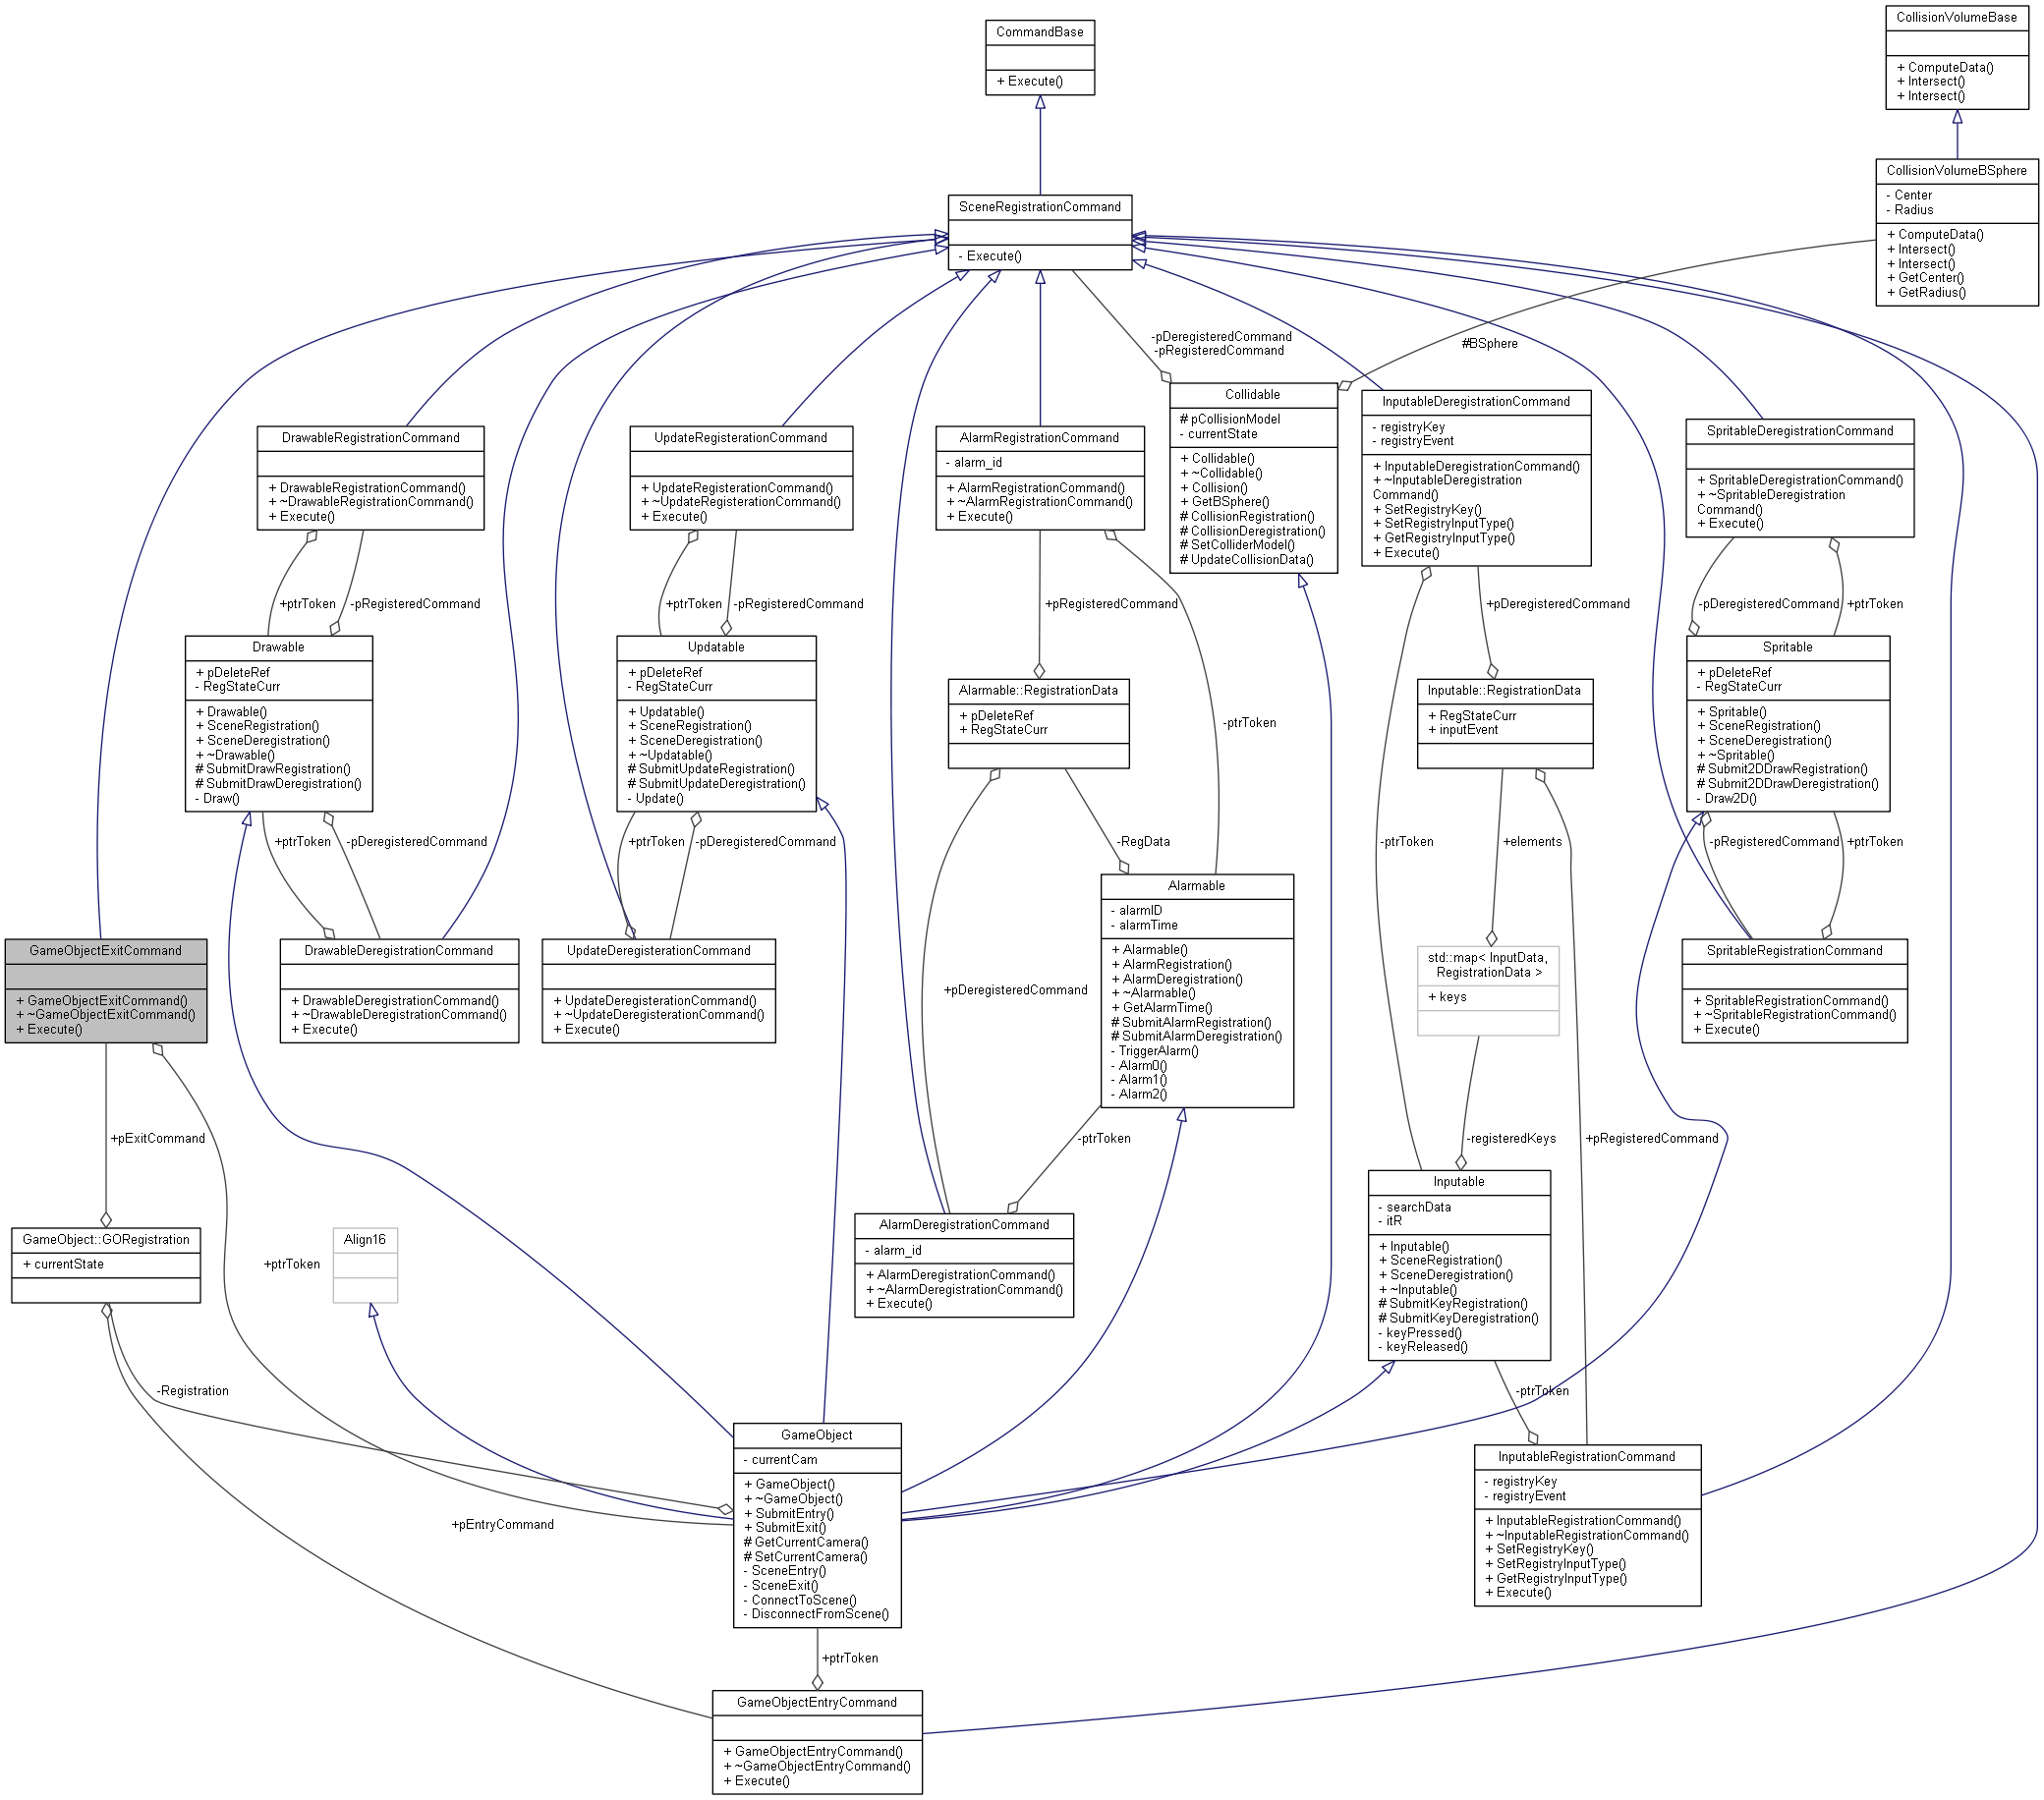 CommandBase
+ Execute()
CollisionVolumeBase
+ ComputeData()
+ Intersect()
+ Intersect()
CollisionVolumeBSphere
- Center
- Radius
+ ComputeData()
+ Intersect()
+ Intersect()
+ GetCenter()
+ GetRadius()
SceneRegistrationCommand
- Execute()
-pDeregisteredCommand
-pRegisteredCommand
#BSphere
DrawableRegistrationCommand
+ DrawableRegistrationCommand()
+ ~DrawableRegistrationCommand()
+ Execute()
UpdateRegisterationCommand
+ UpdateRegisterationCommand()
+ ~UpdateRegisterationCommand()
+ Execute()
AlarmRegistrationCommand
- alarm_id
+ AlarmRegistrationCommand()
+ ~AlarmRegistrationCommand()
+ Execute()
Collidable
# pCollisionModel
- currentState
+ Collidable()
+ ~Collidable()
+ Collision()
+ GetBSphere()
# CollisionRegistration()
# CollisionDeregistration()
# SetColliderModel()
# UpdateCollisionData()
InputableDeregistrationCommand
- registryKey
- registryEvent
+ InputableDeregistrationCommand()
+ ~InputableDeregistration
Command()
+ SetRegistryKey()
+ SetRegistryInputType()
+ GetRegistryInputType()
+ Execute()
SpritableDeregistrationCommand
+ SpritableDeregistrationCommand()
+ ~SpritableDeregistration
Command()
+ Execute()
+ptrToken
-pRegisteredCommand
+ptrToken
-pRegisteredCommand
+pRegisteredCommand
+pDeregisteredCommand
-pDeregisteredCommand
+ptrToken
Drawable
+ pDeleteRef
- RegStateCurr
+ Drawable()
+ SceneRegistration()
+ SceneDeregistration()
+ ~Drawable()
# SubmitDrawRegistration()
# SubmitDrawDeregistration()
- Draw()
Updatable
+ pDeleteRef
- RegStateCurr
+ Updatable()
+ SceneRegistration()
+ SceneDeregistration()
+ ~Updatable()
# SubmitUpdateRegistration()
# SubmitUpdateDeregistration()
- Update()
Alarmable::RegistrationData
+ pDeleteRef
+ RegStateCurr
-ptrToken
Inputable::RegistrationData
+ RegStateCurr
+ inputEvent
Spritable
+ pDeleteRef
- RegStateCurr
+ Spritable()
+ SceneRegistration()
+ SceneDeregistration()
+ ~Spritable()
# Submit2DDrawRegistration()
# Submit2DDrawDeregistration()
- Draw2D()
+ptrToken
-pDeregisteredCommand
+ptrToken
-pDeregisteredCommand
-RegData
-ptrToken
+elements
-pRegisteredCommand
+ptrToken
GameObjectExitCommand
+ GameObjectExitCommand()
+ ~GameObjectExitCommand()
+ Execute()
DrawableDeregistrationCommand
+ DrawableDeregistrationCommand()
+ ~DrawableDeregistrationCommand()
+ Execute()
UpdateDeregisterationCommand
+ UpdateDeregisterationCommand()
+ ~UpdateDeregisterationCommand()
+ Execute()
+pDeregisteredCommand
Alarmable
- alarmID
- alarmTime
+ Alarmable()
+ AlarmRegistration()
+ AlarmDeregistration()
+ ~Alarmable()
+ GetAlarmTime()
# SubmitAlarmRegistration()
# SubmitAlarmDeregistration()
- TriggerAlarm()
- Alarm0()
- Alarm1()
- Alarm2()
std::map< InputData,
RegistrationData >
+ keys
SpritableRegistrationCommand
+ SpritableRegistrationCommand()
+ ~SpritableRegistrationCommand()
+ Execute()
+pExitCommand
-ptrToken
-registeredKeys
+pRegisteredCommand
GameObject::GORegistration
+ currentState
+ptrToken
Align16
AlarmDeregistrationCommand
- alarm_id
+ AlarmDeregistrationCommand()
+ ~AlarmDeregistrationCommand()
+ Execute()
Inputable
- searchData
- itR
+ Inputable()
+ SceneRegistration()
+ SceneDeregistration()
+ ~Inputable()
# SubmitKeyRegistration()
# SubmitKeyDeregistration()
- keyPressed()
- keyReleased()
-Registration
-ptrToken
GameObject
- currentCam
+ GameObject()
+ ~GameObject()
+ SubmitEntry()
+ SubmitExit()
# GetCurrentCamera()
# SetCurrentCamera()
- SceneEntry()
- SceneExit()
- ConnectToScene()
- DisconnectFromScene()
InputableRegistrationCommand
- registryKey
- registryEvent
+ InputableRegistrationCommand()
+ ~InputableRegistrationCommand()
+ SetRegistryKey()
+ SetRegistryInputType()
+ GetRegistryInputType()
+ Execute()
+pEntryCommand
+ptrToken
GameObjectEntryCommand
+ GameObjectEntryCommand()
+ ~GameObjectEntryCommand()
+ Execute()